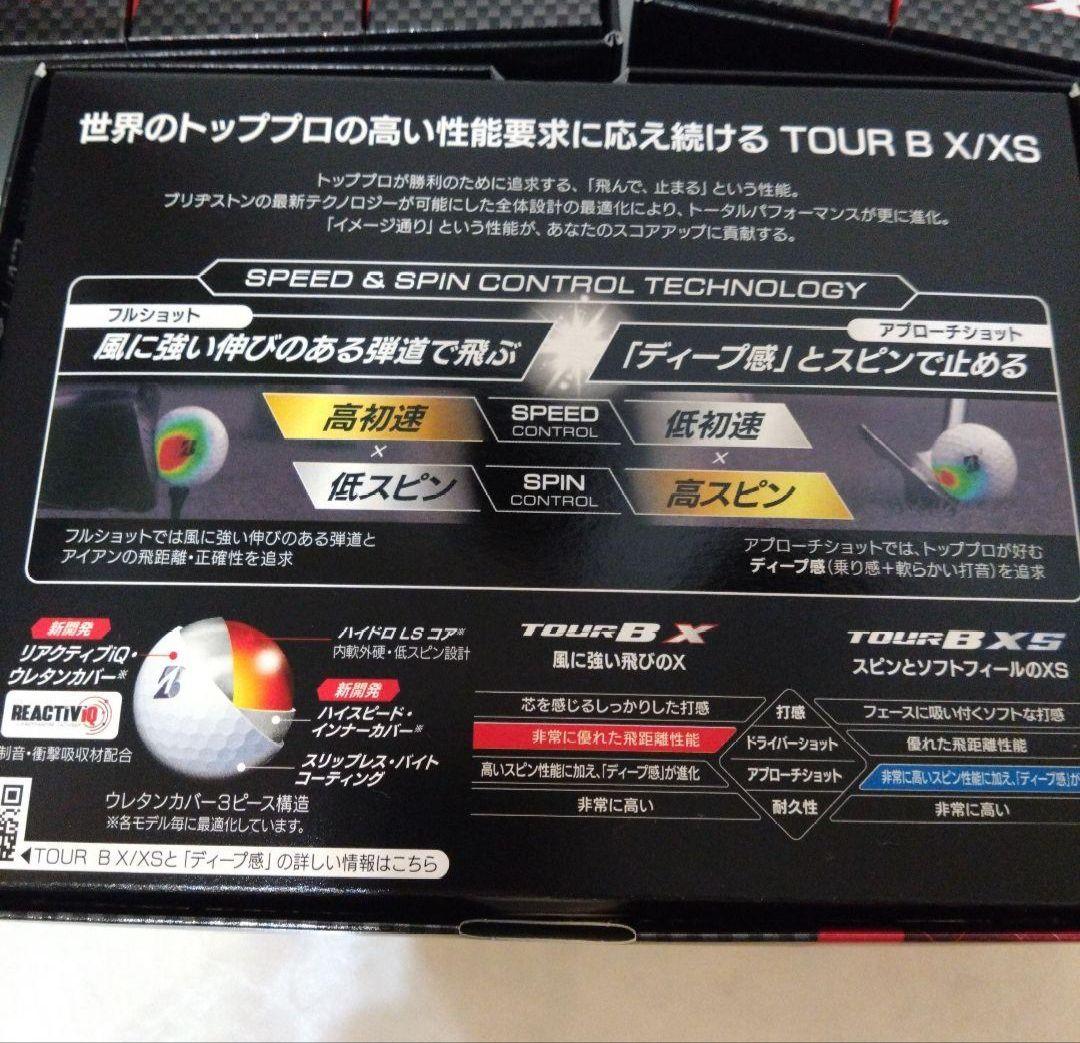 世界のトッププロの高い性能要求に応え続ける TOUR B X/XS
トッププロが勝利のために追求する、「飛んで、止まる」という性能。
ブリヂストンの最新テクノロジーが可能にした全体設計の最適化により、トータルパフォーマンスが更に進化。
「イメージ通り」という性能が、あなたのスコアアップに貢献する。
SPEED & SPIN CONTROL TECHNOLOGY
フルショット
風に強い伸びのある弾道で飛ぶ
アプローチショット
「ディープ感」とスピンで止める
高初速
SPEED
CONTROL
低初速
×
×
低スピン
SPIN
CONTROL
高スピン
フルショットでは風に強い伸びのある弾道と
アイアンの飛距離・正確性を追求
アプローチショットでは、トッププロが好む
ディープ感(乗り感+軟らかい打音)を追求
新開発
リアクティブiQ・
ウレタンカバー※
REACTIV iQ
制音・衝撃吸収材配合
ハイドロ LS コア※
内軟外硬・低スピン設計
新開発
ハイスピード・
インナーカバー※
スリップレス・バイト
コーティング
ウレタンカバー3ピース構造
※各モデル毎に最適化しています。
TOUR B X
風に強い飛びのX
TOUR B XS
スピンとソフトフィールのXS
芯を感じるしっかりした打感
打感
フェースに吸い付くソフトな打感
非常に優れた飛距離性能
ドライバーショット
優れた飛距離性能
高いスピン性能に加え、「ディープ感」が進化
アプローチショット
非常に高いスピン性能に加え、「ディープ感」が
非常に高い
耐久性
非常に高い
◀TOUR B X/XSと「ディープ感」の詳しい情報はこちら